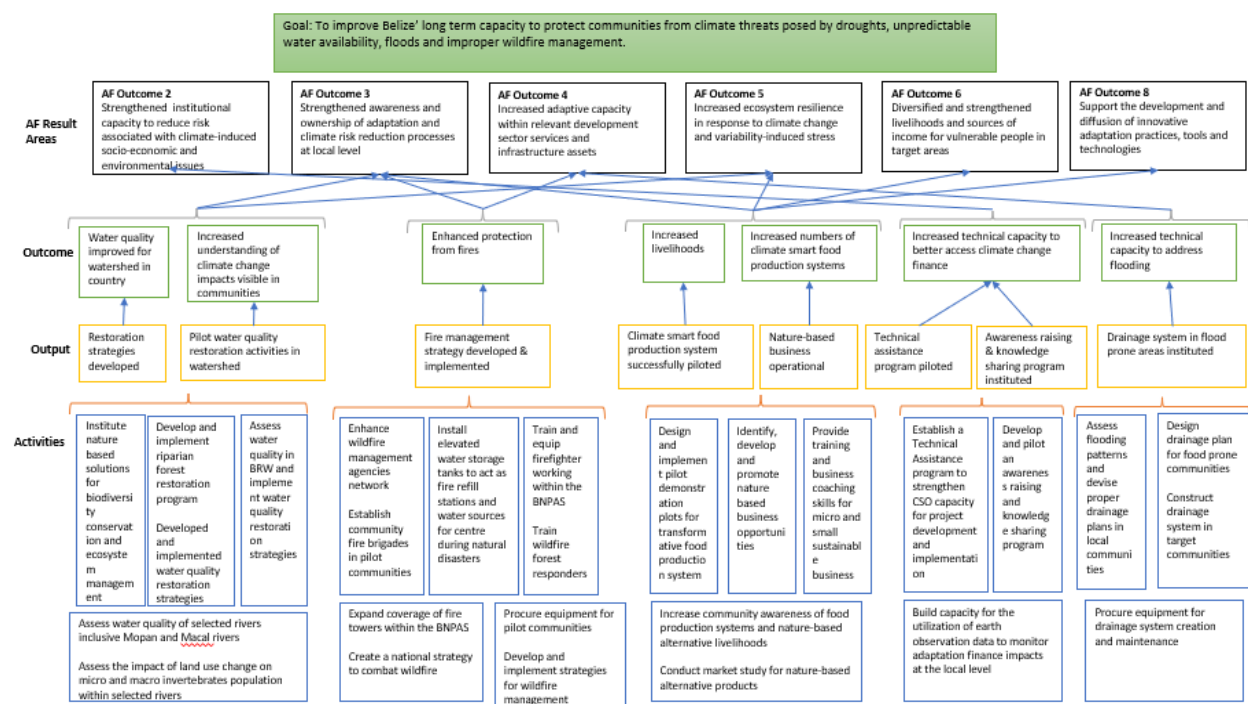 Goal: To improve Belize' long term capacity to protect communities from climate threats posed by droughts, unpredictable
water availability, floods and improper wildfire management.
AF Result
Areas
AF Outcome 2
Strengthened institutional
capacity to reduce risk
associated with climate-induced
socio-economic and
environmental issues
AF Outcome 3
Strengthened awareness and
ownership of adaptation and
climate risk reduction processes
at local level
AF Outcome 4
Increased adaptive capacity
within relevant development
sector services and
infrastructure assets
AF Outcome 5
Increased ecosystem resilience
in response to climate change
and variability-induced stress
AF Outcome 6
Diversified and strengthened
livelihoods and sources of
income for vulnerable people in
target areas
AF Outcome 8
Support the development and
diffusion of innovative
adaptation practices, tools and
technologies
Outcome
Water quality
improved for
watershed in
country
Increased
understanding of
climate change
impacts visible in
communities
Enhanced protection
from fires
Increased
livelihoods
Increased numbers of
climate smart food
production systems
Increased technical capacity to
better access climate change
finance
Increased technical
capacity to address
flooding
Output
Restoration
strategies
developed
Pilot water quality
restoration activities in
watershed
Fire management
strategy developed &
implemented
Climate smart food
production system
successfully piloted
Nature-based
business
operational
Technical
assistance
program piloted
Awareness raising
& knowledge
sharing program
instituted
Drainage system in flood
prone areas instituted
Activities
Institute
nature
based
solutions
for
biodiversi
ty
conservat
ion and
ecosyste
m
managem
ent
Develop and
implement
riparian
forest
restoration
program
Developed and
implemented
water quality
restoration
strategies
Assess
water
quality in
BRW and
impleme
nt water
quality
restorati
on
strategies
Enhance
wildfire
management
agencies
network
Establish
community
fire brigades
in pilot
communities
Install
elevated
water storage
tanks to act as
fire refill
stations and
water sources
for centre
during natural
disasters
Train and
equip
firefighter
working
within the
BNPAS
Train
wildfire
forest
responders
Design
and
implemen
t pilot
demonstr
ation
plots for
transfor
mative food
productio
n system
Identify,
develop
and
promote
nature
based
business
opportuni
ties
Provide
training
and
business
coaching
skills for
micro and
small
sustainabl
e
business
Establish a
Technical
Assistance
program to
strengthen
CSO capacity
for project
development
and
implementati
on
Develop
and pilot
an
awarenes
s raising
and
knowledg
e sharing
program
Assess
flooding
patterns
and
devise
proper
drainage
plans in
local
communi
ties
Design
drainage plan
for food prone
communities
Construct
drainage
system in
target
communities
Assess water quality of selected rivers
inclusive Mopan and Macal rivers
Assess the impact of land use change on
micro and macro invertebrates population
within selected rivers
Expand coverage of fire
towers within the BNPAS
Create a national strategy
to combat wildfire
Procure equipment for
pilot communities
Develop and
implement strategies
for wildfire
management
Increase community awareness of food
production systems and nature-based
alternative livelihoods
Conduct market study for nature-based
alternative products
Build capacity for the
utilization of earth
observation data to monitor
adaptation finance impacts
at the local level
Procure equipment for
drainage system creation
and maintenance